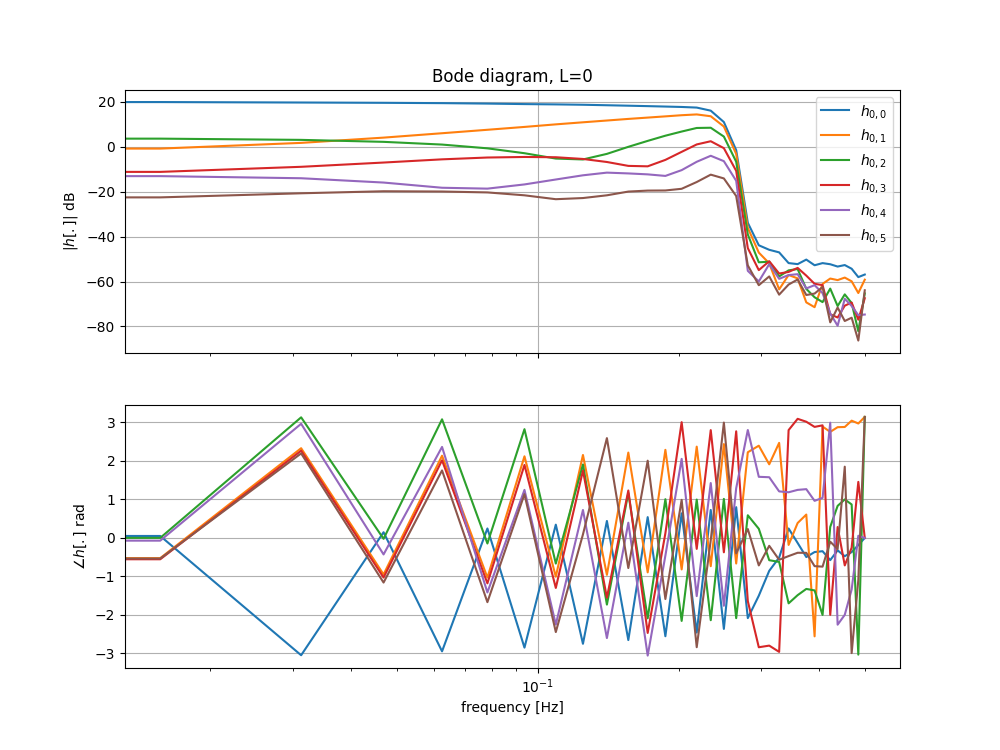 Bode diagram, L=0
|h[.]| dB
20
0
−20
−40
−60
−80
h0,0
h0,1
h0,2
h0,3
h0,4
h0,5
∠h[.] rad
3
2
1
0
−1
−2
−3
10−1
frequency [Hz]